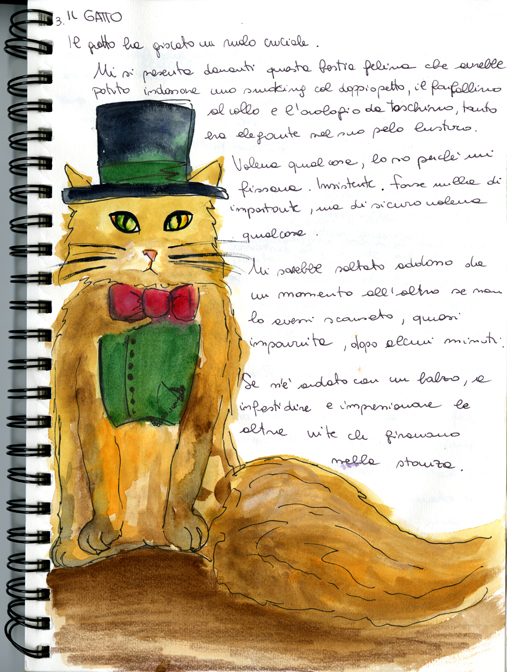 3. IL GATTO
Il gatto ha giocato un ruolo cruciale.
Mi si presenta davanti questa bestia felina che avrebbe
potuto indossare uno smoking col doppiopetto, il farfallino
al collo e l'orologio da taschino, tanto
era elegante nel suo pelo lustro.
Voleva qualcosa, lo so perché mi
fissava. Insistente. Forse nulla di
importante, ma di sicuro voleva
qualcosa.
Mi sarebbe saltato addosso da
un momento all'altro se non
lo avessi scansato, quasi
impaurita, dopo alcuni minuti.
Se n'è andato con un balzo, a
infastidire e impressionare le
altre vite che giravano
nella stanza.